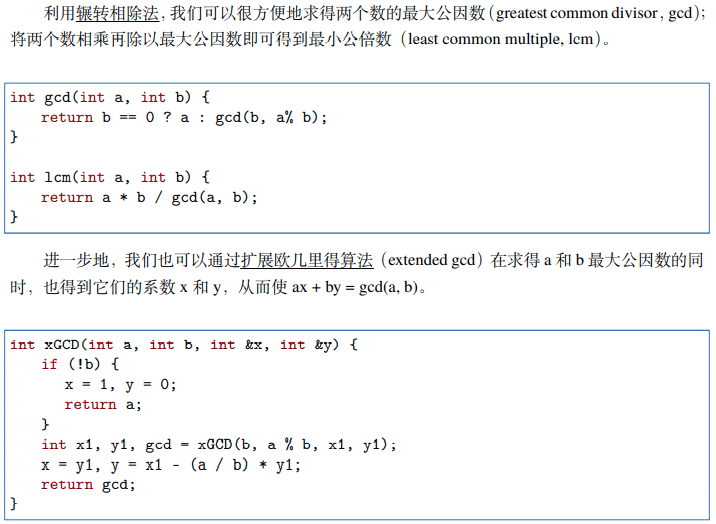 利用辗转相除法，我们可以很方便地求得两个数的最大公因数（greatest common divisor, gcd）；
将两个数相乘再除以最大公因数即可得到最小公倍数（least common multiple, lcm）。
int gcd(int a, int b) {
    return b == 0 ? a : gcd(b, a% b);
}
int lcm(int a, int b) {
    return a * b / gcd(a, b);
}
进一步地，我们也可以通过扩展欧几里得算法（extended gcd）在求得 a 和 b 最大公因数的同
时，也得到它们的系数 x 和 y，从而使 ax + by = gcd(a, b)。
int xGCD(int a, int b, int &x, int &y) {
    if (!b) {
        x = 1, y = 0;
        return a;
    }
    int x1, y1, gcd = xGCD(b, a % b, x1, y1);
    x = y1, y = x1 - (a / b) * y1;
    return gcd;
}